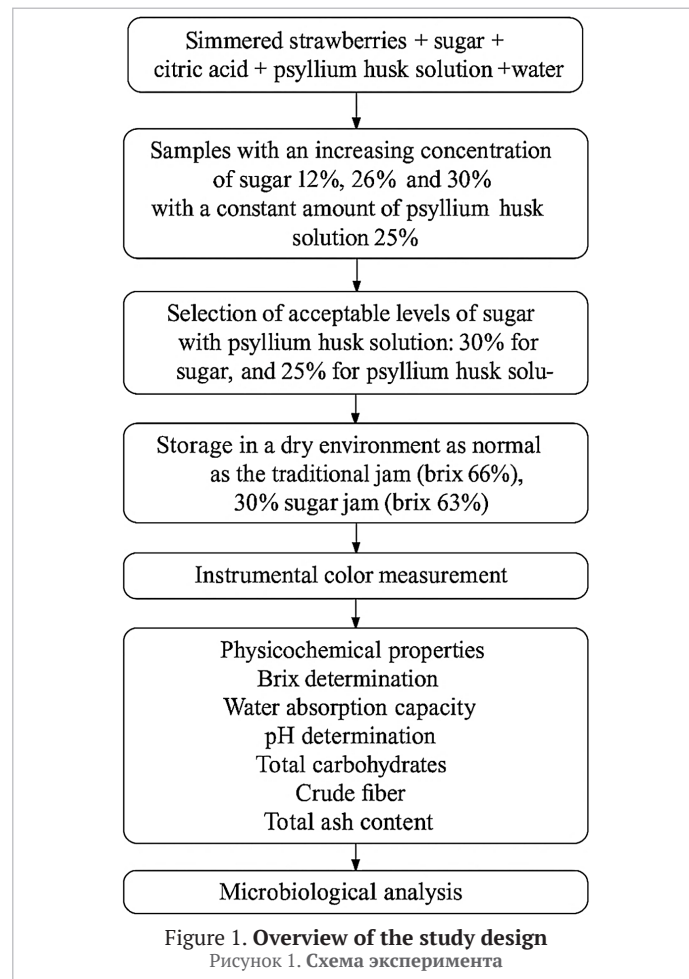 Simmered strawberries + sugar +
citric acid + psyllium husk solution +water
Samples with an increasing concentration
of sugar 12%, 26% and 30%
with a constant amount of psyllium husk
solution 25%
Selection of acceptable levels of sugar
with psyllium husk solution: 30% for
sugar, and 25% for psyllium husk solu-
Storage in a dry environment as normal
as the traditional jam (brix 66%),
30% sugar jam (brix 63%)
Instrumental color measurement
Physicochemical properties
Brix determination
Water absorption capacity
pH determination
Total carbohydrates
Crude fiber
Total ash content
Microbiological analysis
Figure 1. Overview of the study design
Рисунок 1. Схема эксперимента